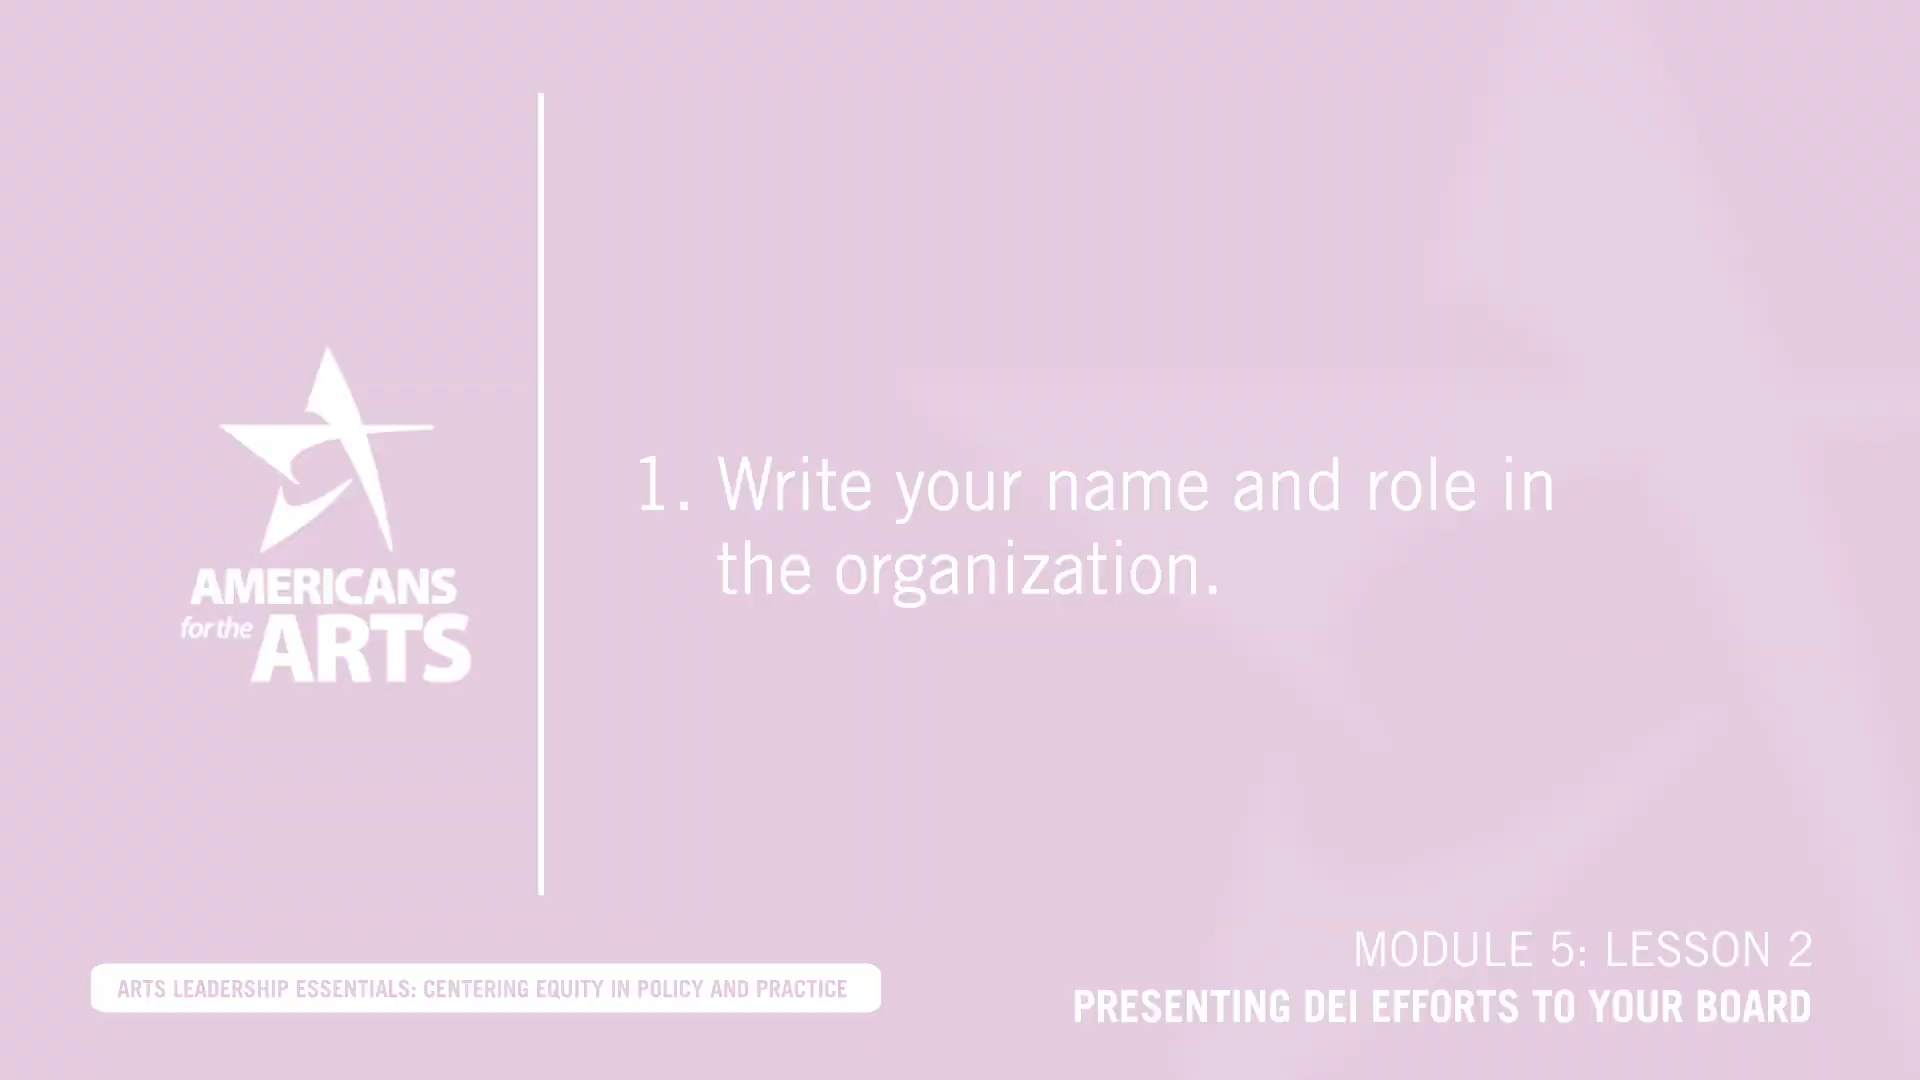 AMERICANS
for the ARTS
1. Write your name and role in
the organization.
ARTS LEADERSHIP ESSENTIALS: CENTERING EQUITY IN POLICY AND PRACTICE
MODULE 5: LESSON 2
PRESENTING DEI EFFORTS TO YOUR BOARD